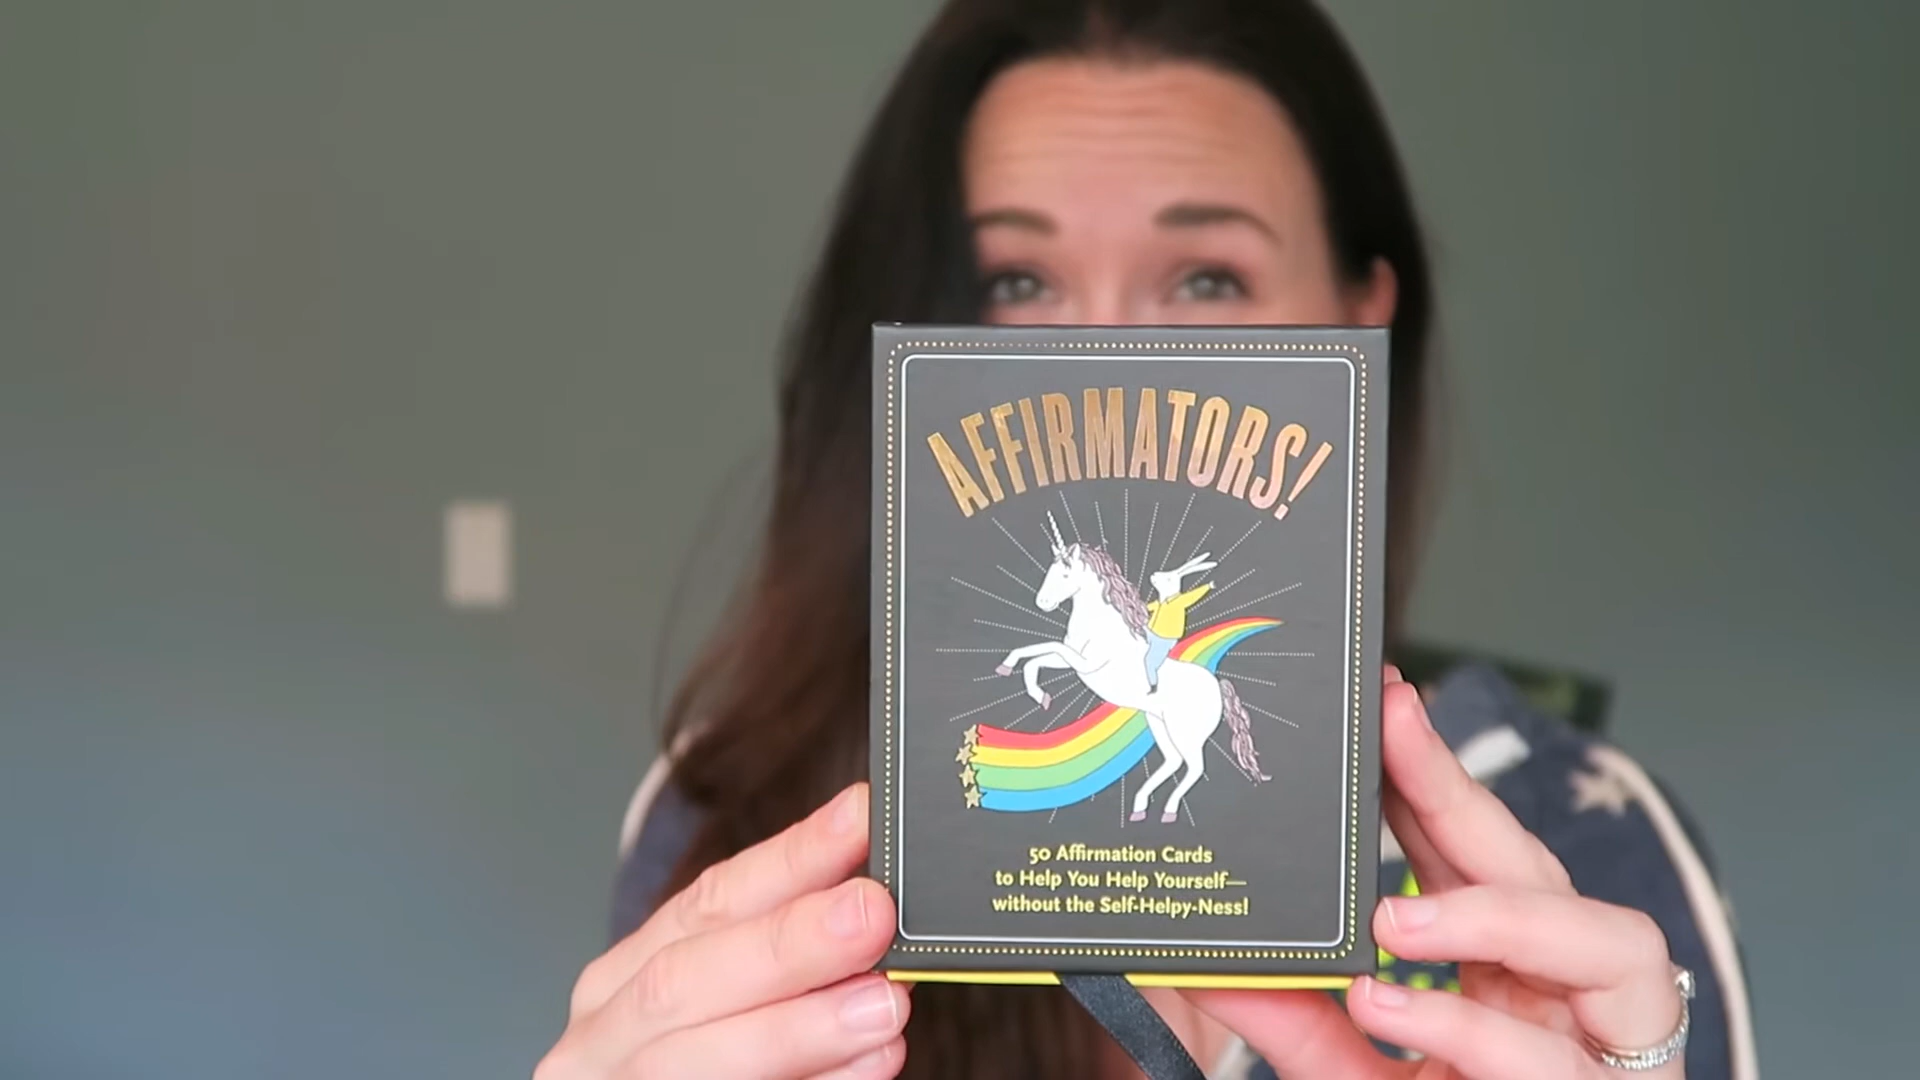 AFFIRMATORS!
50 Affirmation Cards
to Help You Help Yourself—
without the Self-Helpy-Ness!